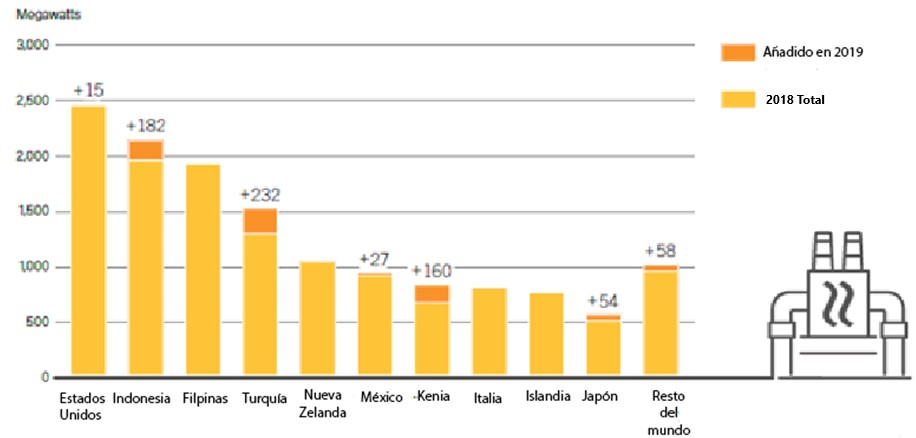 Megawatts
3,000
2,500
2,000
1,500
1,000
500
0
+15
+182
+232
+27
+160
+54
+58
Añadido en 2019
2018 Total
Estados
Unidos
Indonesia
Filpinas
Turquía
Nueva
Zelanda
México
-Kenia
Italia
Islandia
Japón
Resto
del
mundo